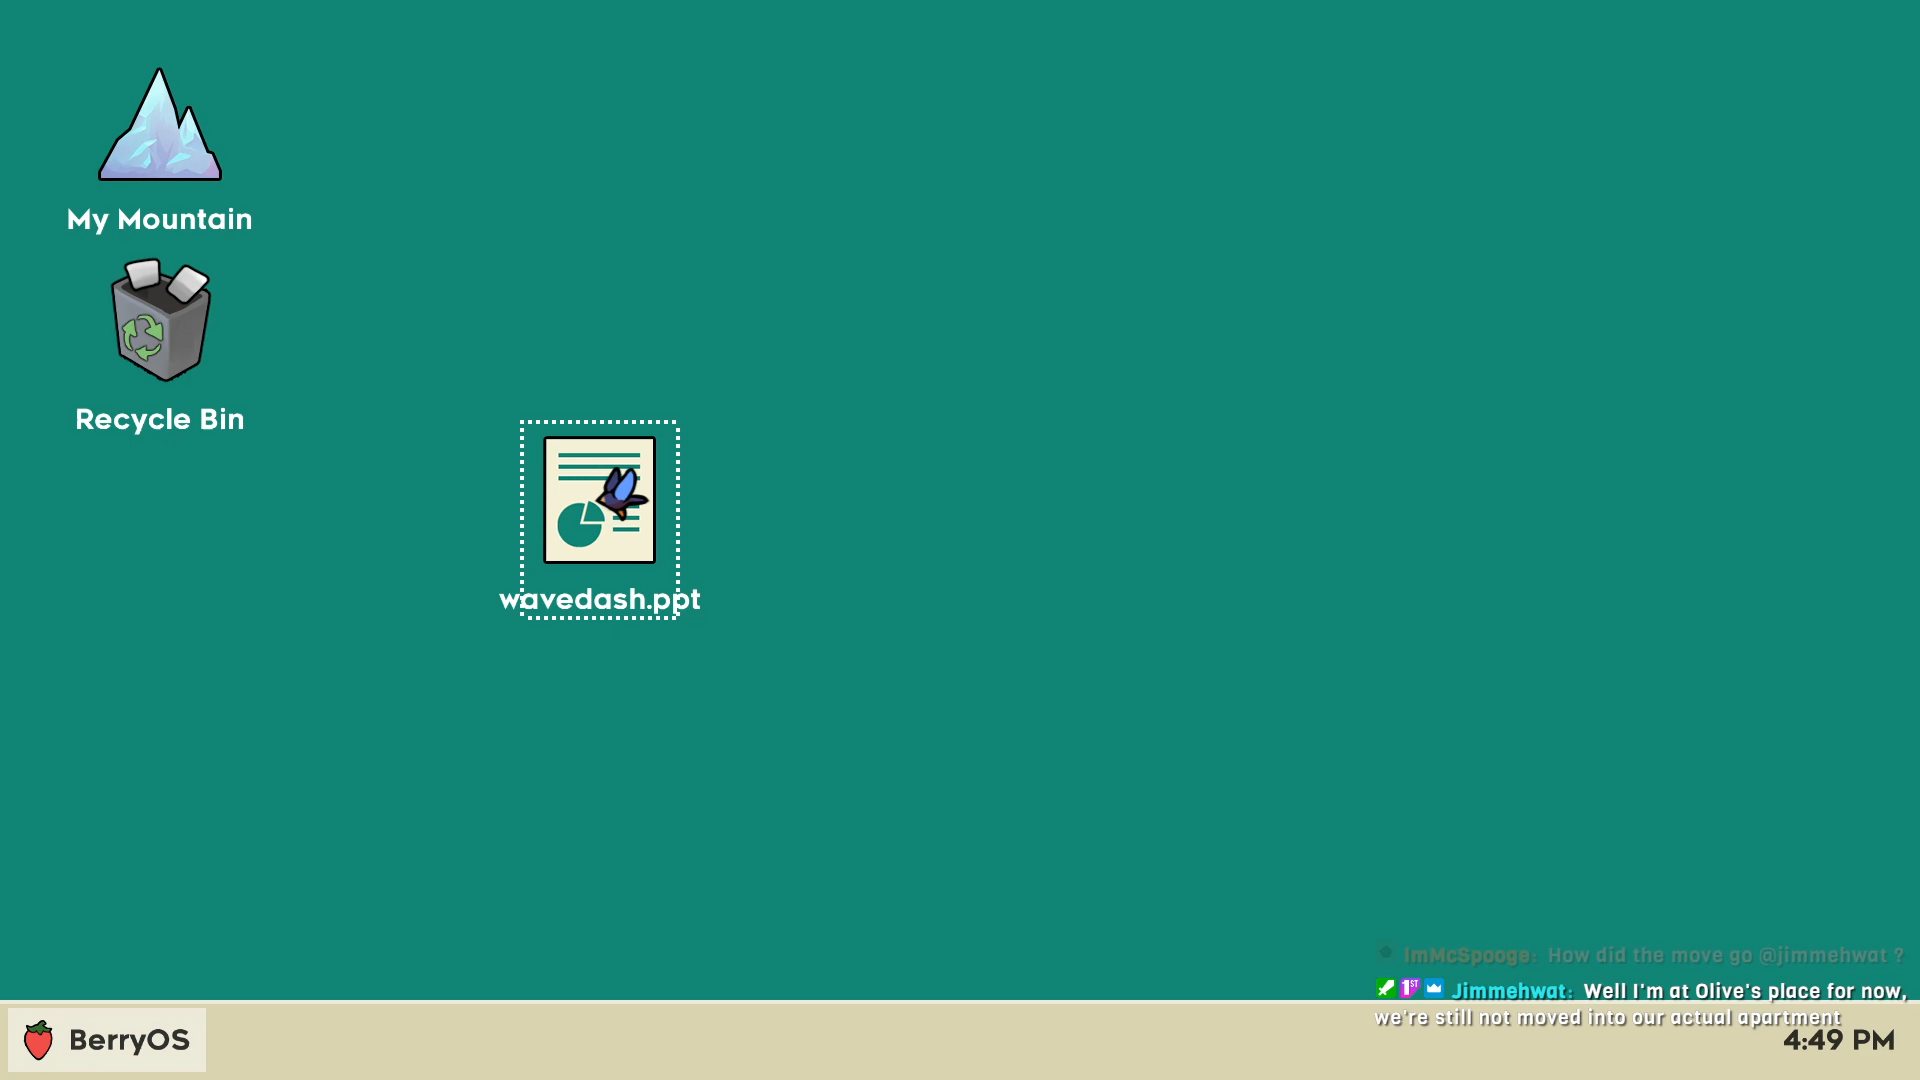 My Mountain
Recycle Bin
wavedash.ppt
ImMcSpooge: How did the move go @jimmehwat ?
1ST Jimmehwat: Well I'm at Olive's place for now,
we're still not moved into our actual apartment
BerryOS
4:49 PM